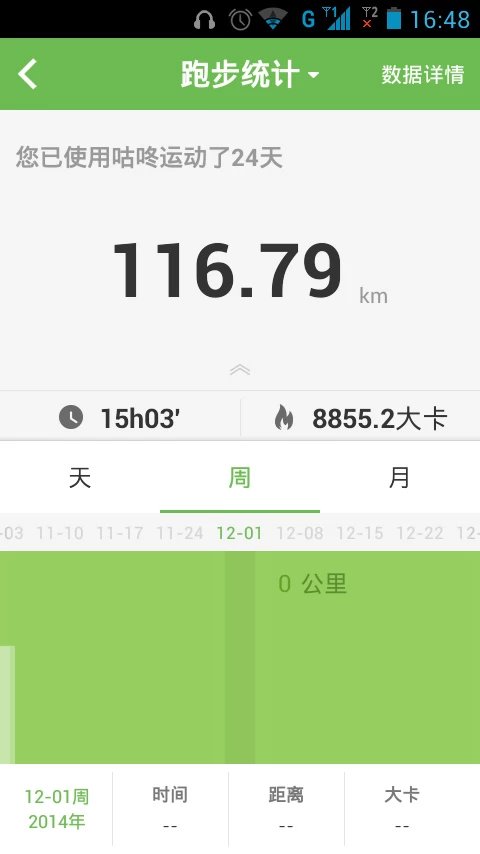 G 1 2 16:48
跑步统计 数据详情
您已使用咕咚运动了24天
116.79 km
15h03' 8855.2大卡
天 周 月
-03 11-10 11-17 11-24 12-01 12-08 12-15 12-22 12-
0 公里
12-01周 时间 距离 大卡
2014年 -- -- --